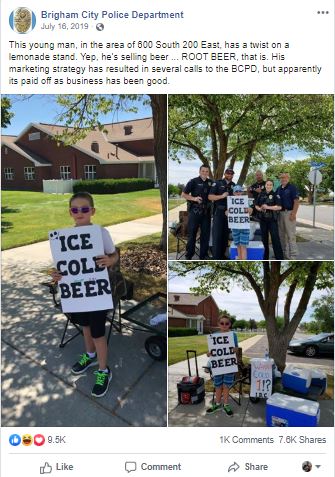 Brigham City Police Department
July 16, 2019 ·
This young man, in the area of 600 South 200 East, has a twist on a
lemonade stand. Yep, he's selling beer ... ROOT BEER, that is. His
marketing strategy has resulted in several calls to the BCPD, but apparently
its paid off as business has been good.
ICE
COLD
BEER
ICE
COLD
BEER
ICE
COLD
BEER
COLD
1!?
9.5K
1K Comments 7.6K Shares
Like Comment Share